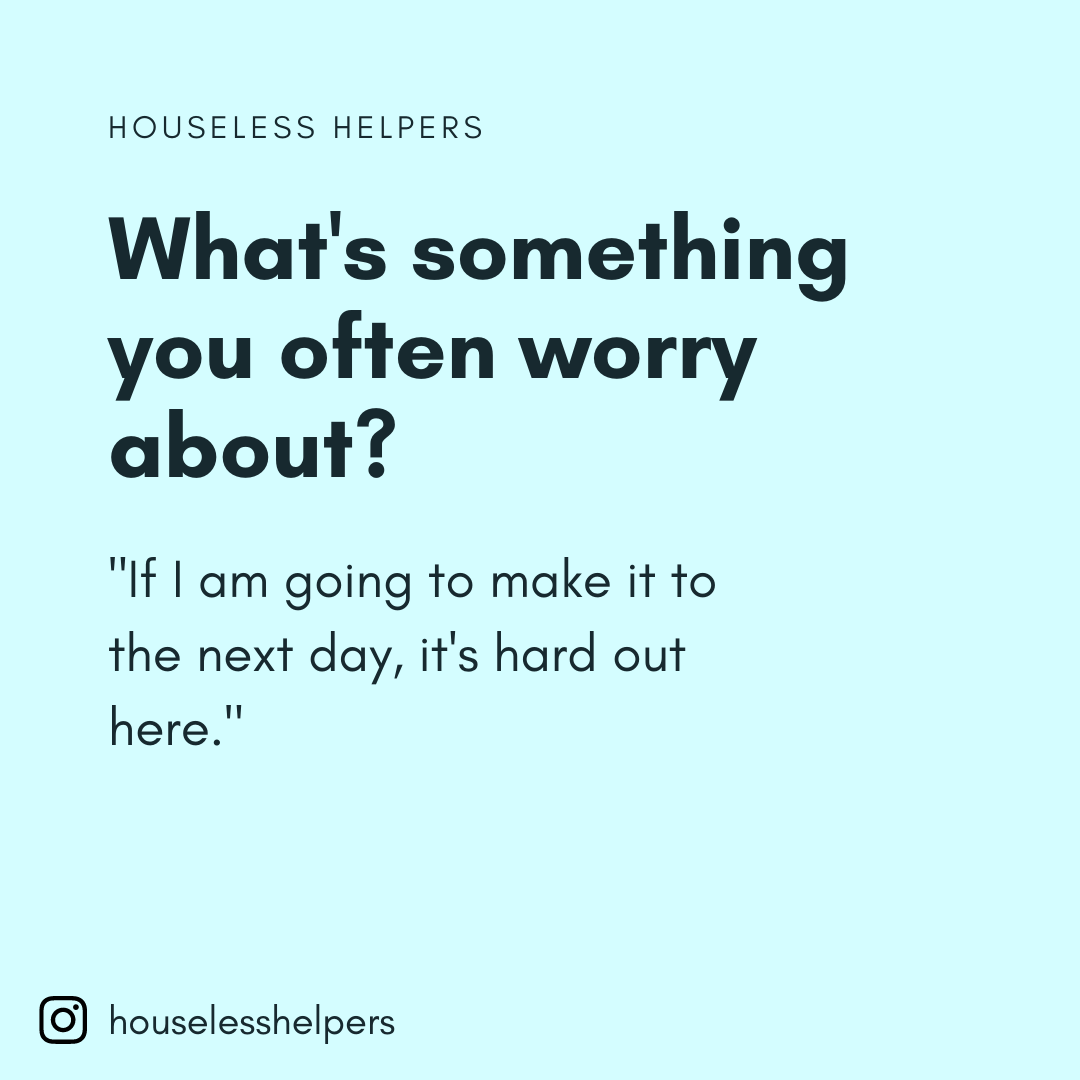 HOUSELESS HELPERS
What's something
you often worry
about?
"If I am going to make it to
the next day, it's hard out
here."
houselesshelpers